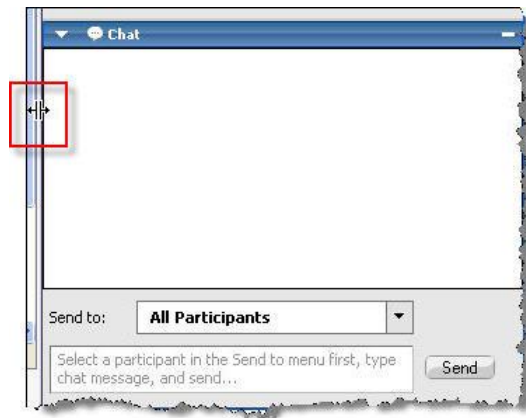 Chat
Send to:
All Participants
Select a participant in the Send to menu first, type
chat message, and send...
Send